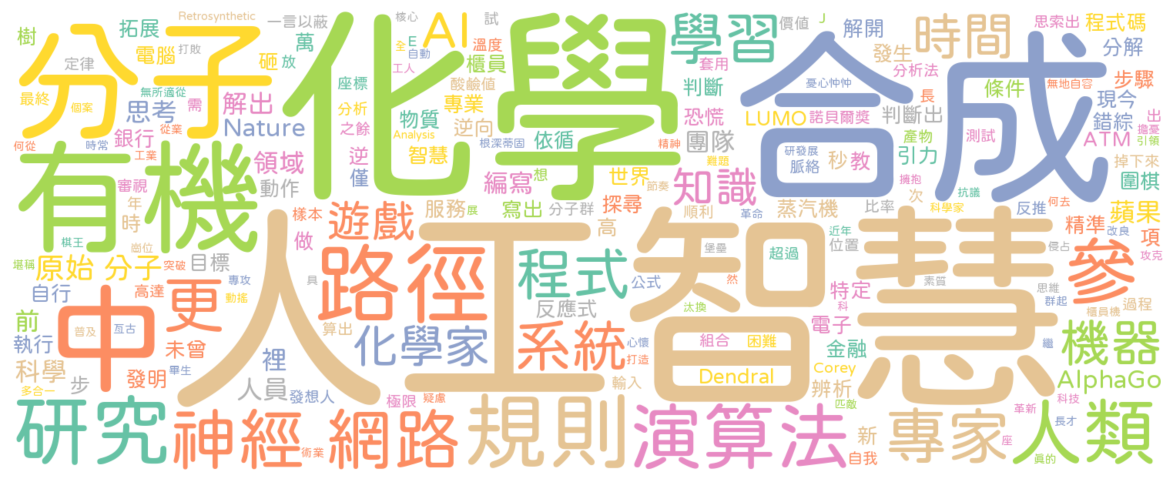 樹
拓展
Retrosynthetic
一言以蔽
核心
試
價值
J
解開
思索出
程式碼
定律
電腦
打敗
砸
放
萬
座標
全
E
自動
AI
溫度
櫃員
學習
套用
發生
時間
分解
分子
化學
合成
最終
個案
無所適從
思考
需
解出
工人
分析
酸鹼值
專業
物質
判斷
憂心忡忡
分析法
長
條件
無地自容
步驟
現今
何從
從業
時常
銀行
Nature
之餘
Analysis
逆向
根深蒂固
依循
精神
恐慌
團隊
LUMO
諾貝爾獎
判斷出
產物
測試
錯綜
出
擔憂
ATM
引領
有機
工業
審視
年
時
領域
動作
逆
僅
智慧
編寫
想
世界
難題
節奏
知識
研發展
脈絡
秒
教
引力
擁抱
抗議
掉下來
圍棋
棋王
崗位
樣本
做
遊戲
服務
展
寫出
分子群
探尋
高
順利
革命
蒸汽機
比率
次
科學家
反推
何去
精準
改良
蘋果
項
攻克
堪稱
原始
分子
突破
目標
路徑
程式
堡壘
超過
近年
位置
偎占
思維
參
自行
高達
專攻
更
人工
智慧
具
反應式
公式
然
素質
特定
群起
過程
前
中
普及
亙古
動搖
算出
汰換
科
電子
櫃員機
機器
執行
未曾
裡
化學家
系統
心懷
打造
組合
困難
金融
繼
科學
步
發明
畢生
人員
發想人
極限
疑慮
輸入
Dendral
Corey
辨析
匹敵
科技
AlphaGo
多合一
研究
神經
術業
網路
規則
演算法
新
自我
專家
革新
座
長才
真的
人類